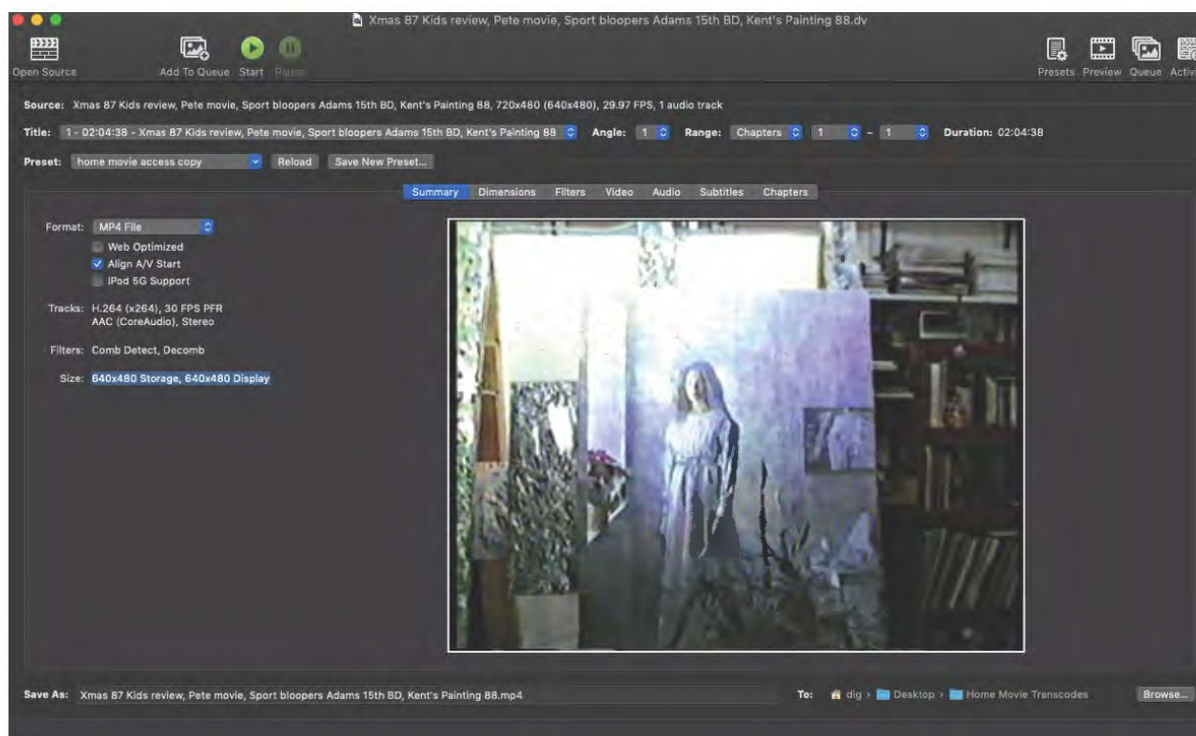 Xmas 87 Kids review, Pete movie, Sport bloopers Adams 15th BD, Kent's Painting 88.dv
Open Source Add To Queue Start Pause Presets Preview Queue Activi
Source: Xmas 87 Kids review, Pete movie, Sport bloopers Adams 15th BD, Kent's Painting 88, 720x480 (640x480), 29.97 FPS, 1 audio track
Title: 1 - 02:04:38 - Xmas 87 Kids review, Pete movie, Sport bloopers Adams 15th BD, Kent's Painting 88 Angle: 1 Range: Chapters 1 - 1 Duration: 02:04:38
Preset: home movie access copy Reload Save New Preset...
Summary Dimensions Filters Video Audio Subtitles Chapters
Format: MP4 File
Web Optimized
Align A/V Start
iPod 5G Support
Tracks: H.264 (x264), 30 FPS PFR
AAC (CoreAudio), Stereo
Filters: Comb Detect, Decomb
Size: 640x480 Storage, 640x480 Display
Save As: Xmas 87 Kids review, Pete movie, Sport bloopers Adams 15th BD, Kent's Painting 88.mp4 To: dig › Desktop › Home Movie Transcodes Browse...